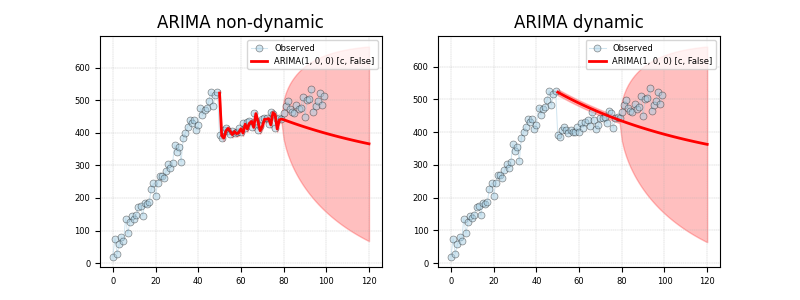 ARIMA non-dynamic
Observed
ARIMA(1, 0, 0) [c, False]
600
500
400
300
200
100
0
0 20 40 60 80 100 120
ARIMA dynamic
Observed
ARIMA(1, 0, 0) [c, False]
600
500
400
300
200
100
0
0 20 40 60 80 100 120